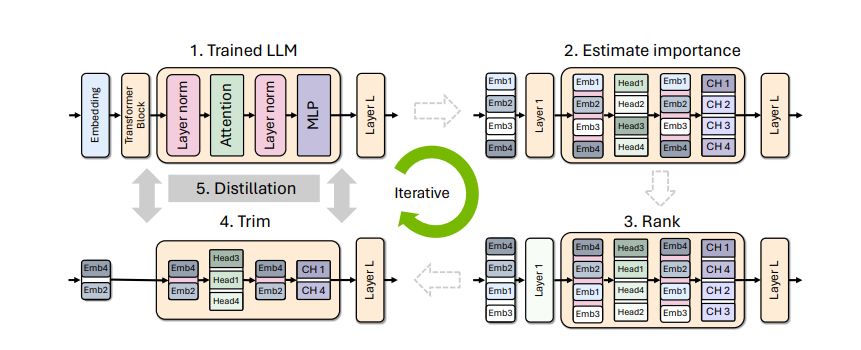 1. Trained LLM
Embedding
Transformer
Block
Layer norm
Attention
Layer norm
MLP
Layer L
2. Estimate importance
Emb1
Emb2
Emb3
Emb4
Layer 1
Emb1
Emb2
Emb3
Emb4
Head1
Head2
Head3
Head4
Emb1
Emb2
Emb3
Emb4
CH 1
CH 2
CH 3
CH 4
Layer L
5. Distillation
Iterative
4. Trim
Emb4
Emb2
Emb4
Emb2
Head3
Head1
Head4
Emb4
Emb2
CH 1
CH 4
Layer L
3. Rank
Emb4
Emb2
Emb1
Emb3
Layer 1
Emb4
Emb2
Emb1
Emb3
Head3
Head1
Head4
Head2
Emb4
Emb2
Emb1
Emb3
CH 1
CH 4
CH 2
CH 3
Layer L